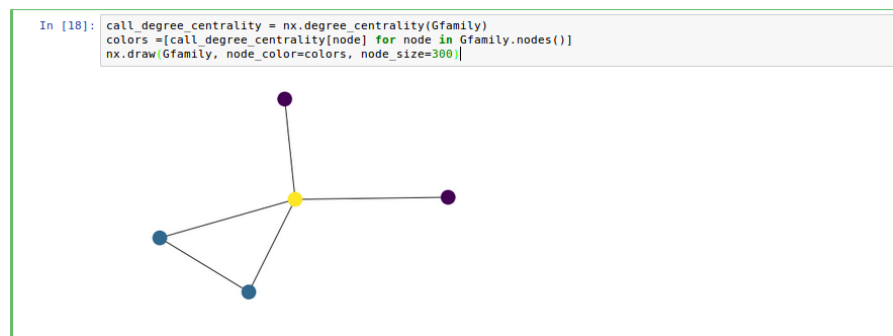 In [18]: call_degree_centrality = nx.degree_centrality(Gfamily)
colors =[call_degree_centrality[node] for node in Gfamily.nodes()]
nx.draw(Gfamily, node_color=colors, node_size=300)